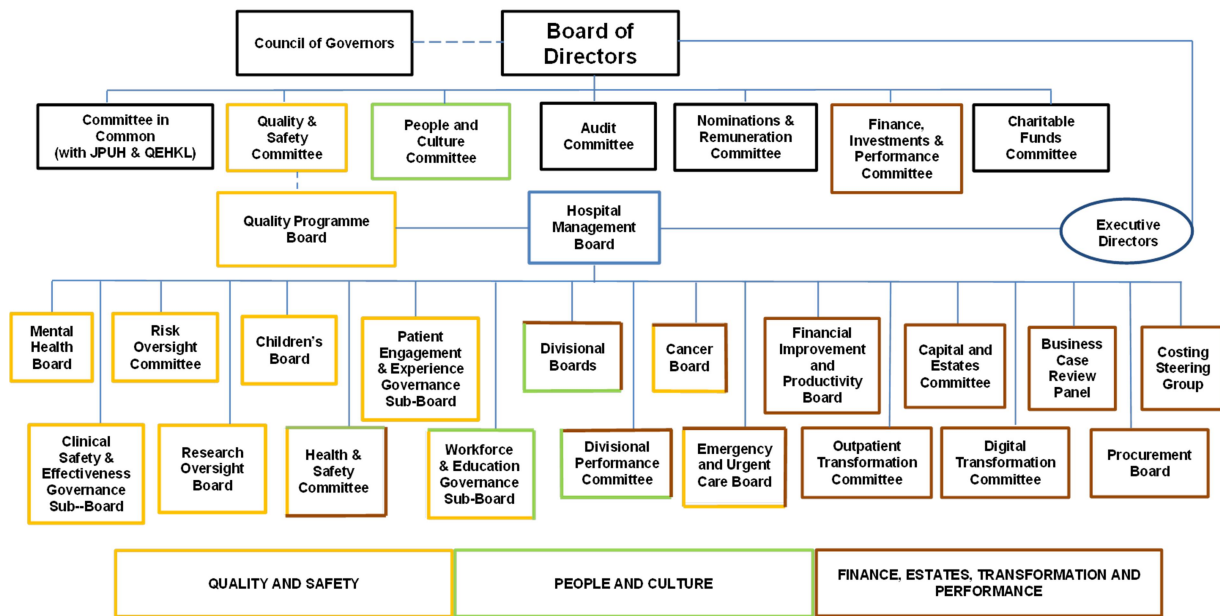 Council of Governors
Board of
Directors
Committee in
Common
(with JPUH & QEHKL)
Quality &
Safety
Committee
People and
Culture
Committee
Audit
Committee
Nominations &
Remuneration
Committee
Finance,
Investments &
Performance
Committee
Charitable
Funds
Committee
Quality Programme
Board
Hospital
Management
Board
Executive
Directors
Mental
Health
Board
Risk
Oversight
Committee
Children's
Board
Patient
Engagement
& Experience
Governance
Sub-Board
Divisional
Boards
Cancer
Board
Financial
Improvement
and
Productivity
Board
Capital and
Estates
Committee
Business
Case
Review
Panel
Costing
Steering
Group
Clinical
Safety &
Effectiveness
Governance
Sub--Board
Research
Oversight
Board
Health &
Safety
Committee
Workforce
& Education
Governance
Sub-Board
Divisional
Performance
Committee
Emergency
and Urgent
Care Board
Outpatient
Transformation
Committee
Digital
Transformation
Committee
Procurement
Board
QUALITY AND SAFETY
PEOPLE AND CULTURE
FINANCE, ESTATES, TRANSFORMATION AND
PERFORMANCE